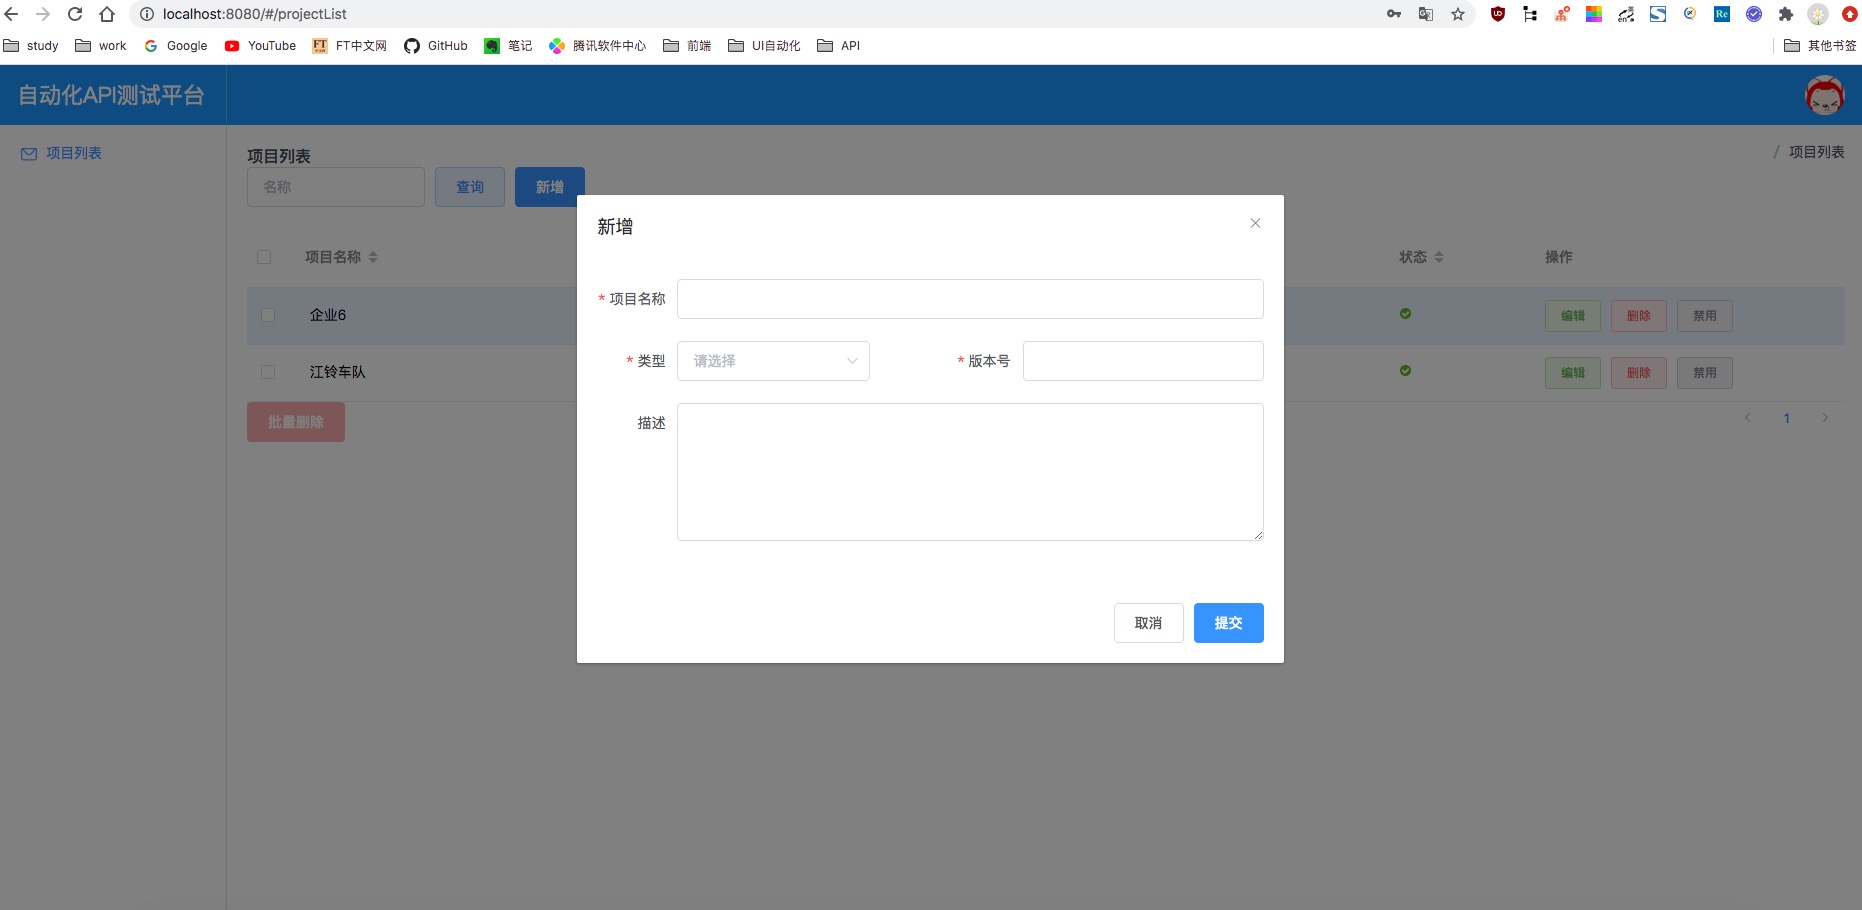 localhost:8080/#/projectList
study work Google YouTube FT中文网 GitHub 笔记 腾讯软件中心 前端 UI自动化 API 其他书签
自动化API测试平台
项目列表
项目列表
/ 项目列表
名称 查询 新增
项目名称 状态 操作
企业6 编辑 删除 禁用
江铃车队 编辑 删除 禁用
批量删除 1
新增
* 项目名称
* 类型 请选择 * 版本号
描述
取消 提交